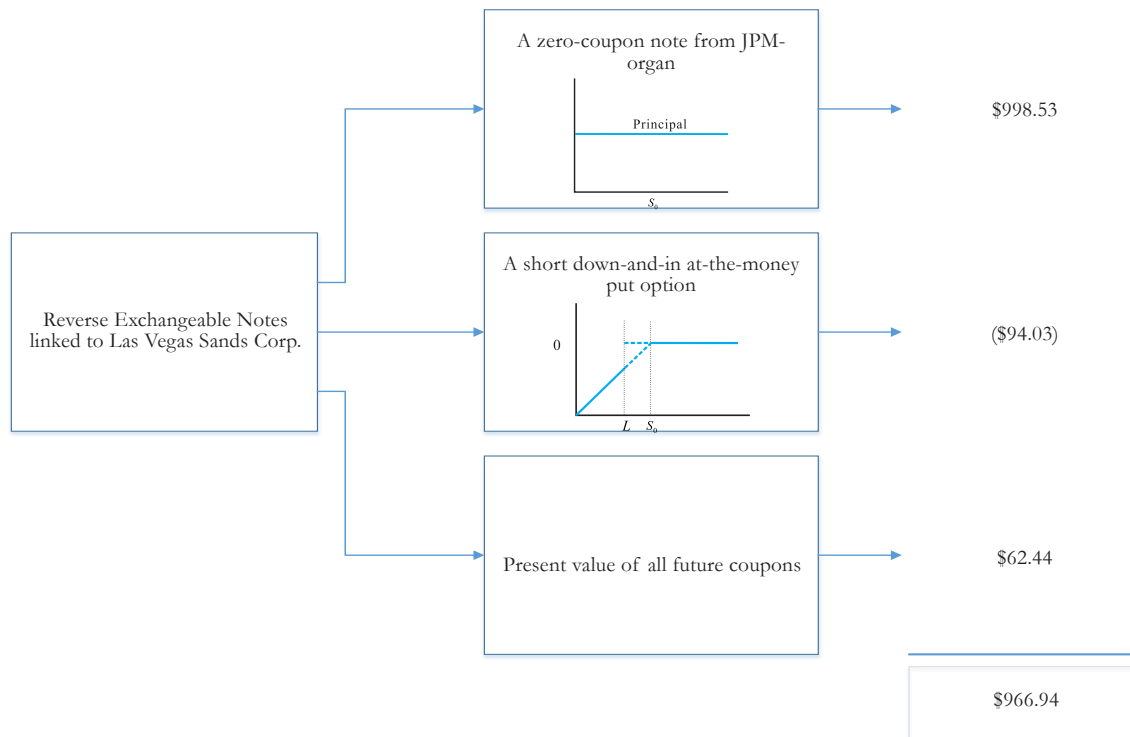 A zero-coupon note from JPM-
organ
Principal
S₀
$998.53
Reverse Exchangeable Notes
linked to Las Vegas Sands Corp.
A short down-and-in at-the-money
put option
0
L S₀
($94.03)
Present value of all future coupons
$62.44
$966.94